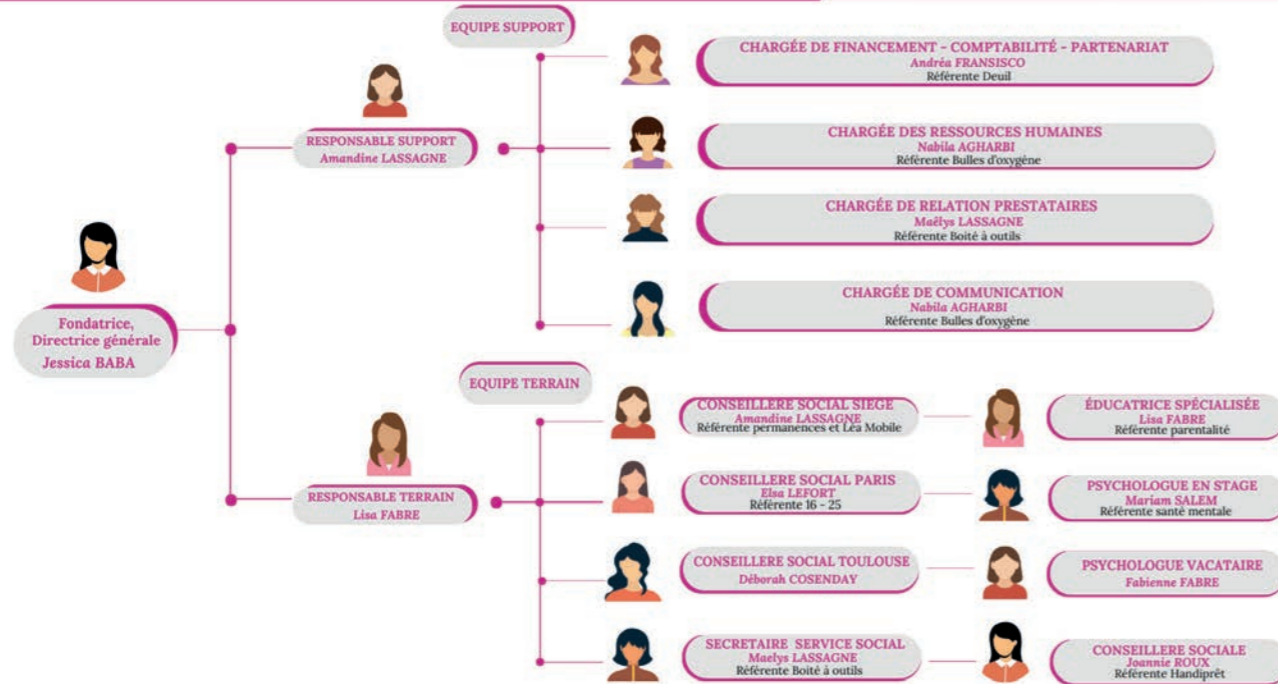 EQUIPE SUPPORT
CHARGÉE DE FINANCEMENT - COMPTABILITÉ - PARTENARIAT
Andréa FRANSISCO
Référente Deuil
RESPONSABLE SUPPORT
Amandine LASSAGNE
CHARGÉE DES RESSOURCES HUMAINES
Nabila AGHARBI
Référente Bulles d'oxygène
CHARGÉE DE RELATION PRESTATAIRES
Maëlys LASSAGNE
Référente Boité à outils
CHARGÉE DE COMMUNICATION
Nabila AGHARBI
Référente Bulles d'oxygène
Fondatrice,
Directrice générale
Jessica BABA
EQUIPE TERRAIN
RESPONSABLE TERRAIN
Lisa FABRE
CONSEILLERE SOCIAL SIEGE
Amandine LASSAGNE
Référente permanences et Léa Mobile
ÉDUCATRICE SPÉCIALISÉE
Lisa FABRE
Référente parentalité
CONSEILLERE SOCIAL PARIS
Elsa LEFORT
Référente 16 - 25
PSYCHOLOGUE EN STAGE
Mariam SALEM
Référente santé mentale
CONSEILLERE SOCIAL TOULOUSE
Déborah COSENDAY
PSYCHOLOGUE VACATAIRE
Fabienne FABRE
SECRETAIRE SERVICE SOCIAL
Maelys LASSAGNE
Référente Boité à outils
CONSEILLERE SOCIALE
Joannie ROUX
Référente Handiprêt